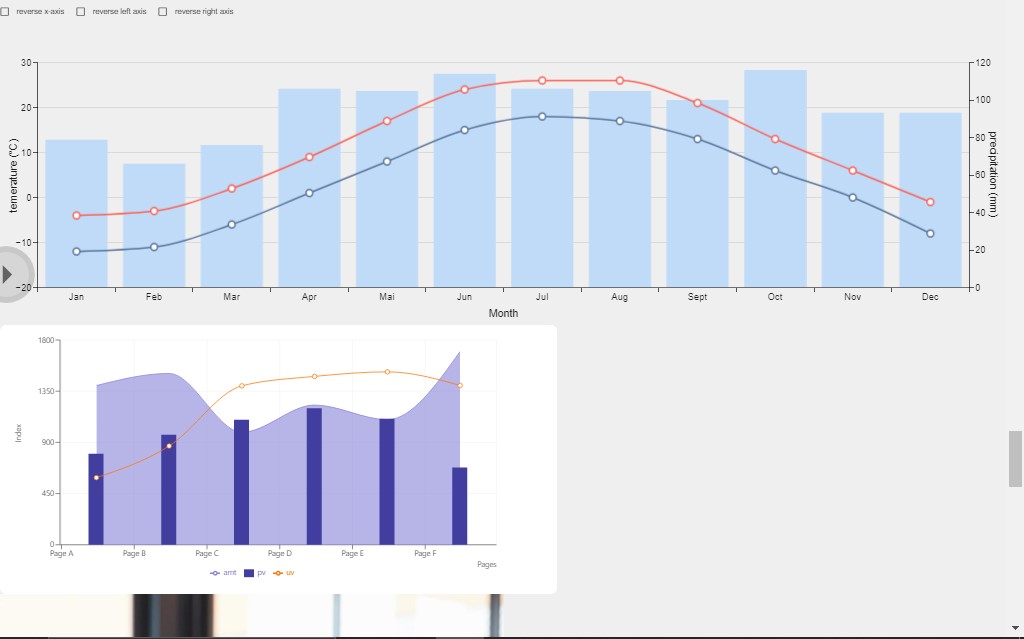 reverse x-axis reverse left axis reverse right axis
30 120
20 100
10 80
0 60
40
−10 20
−20 0
temerature (°C)
precipitation (mm)
Jan Feb Mar Apr Mai Jun Jul Aug Sept Oct Nov Dec
Month
1800
1350
900
450
0
Index
Page A Page B Page C Page D Page E Page F
Pages
amt pv uv